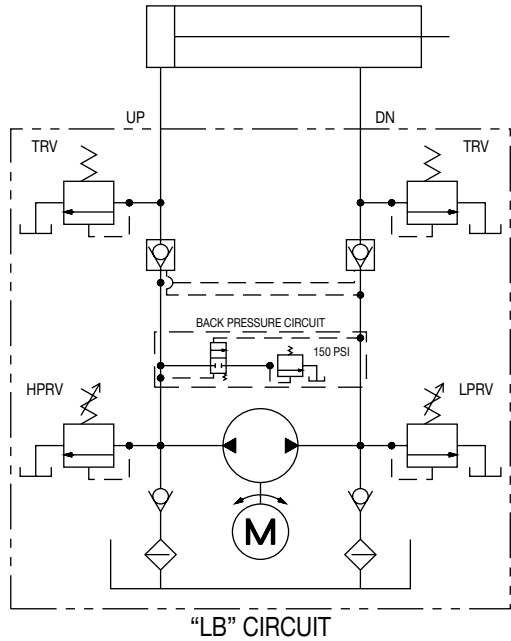 UP
DN
TRV
TRV
BACK PRESSURE CIRCUIT
150 PSI
HPRV
LPRV
M
“LB” CIRCUIT